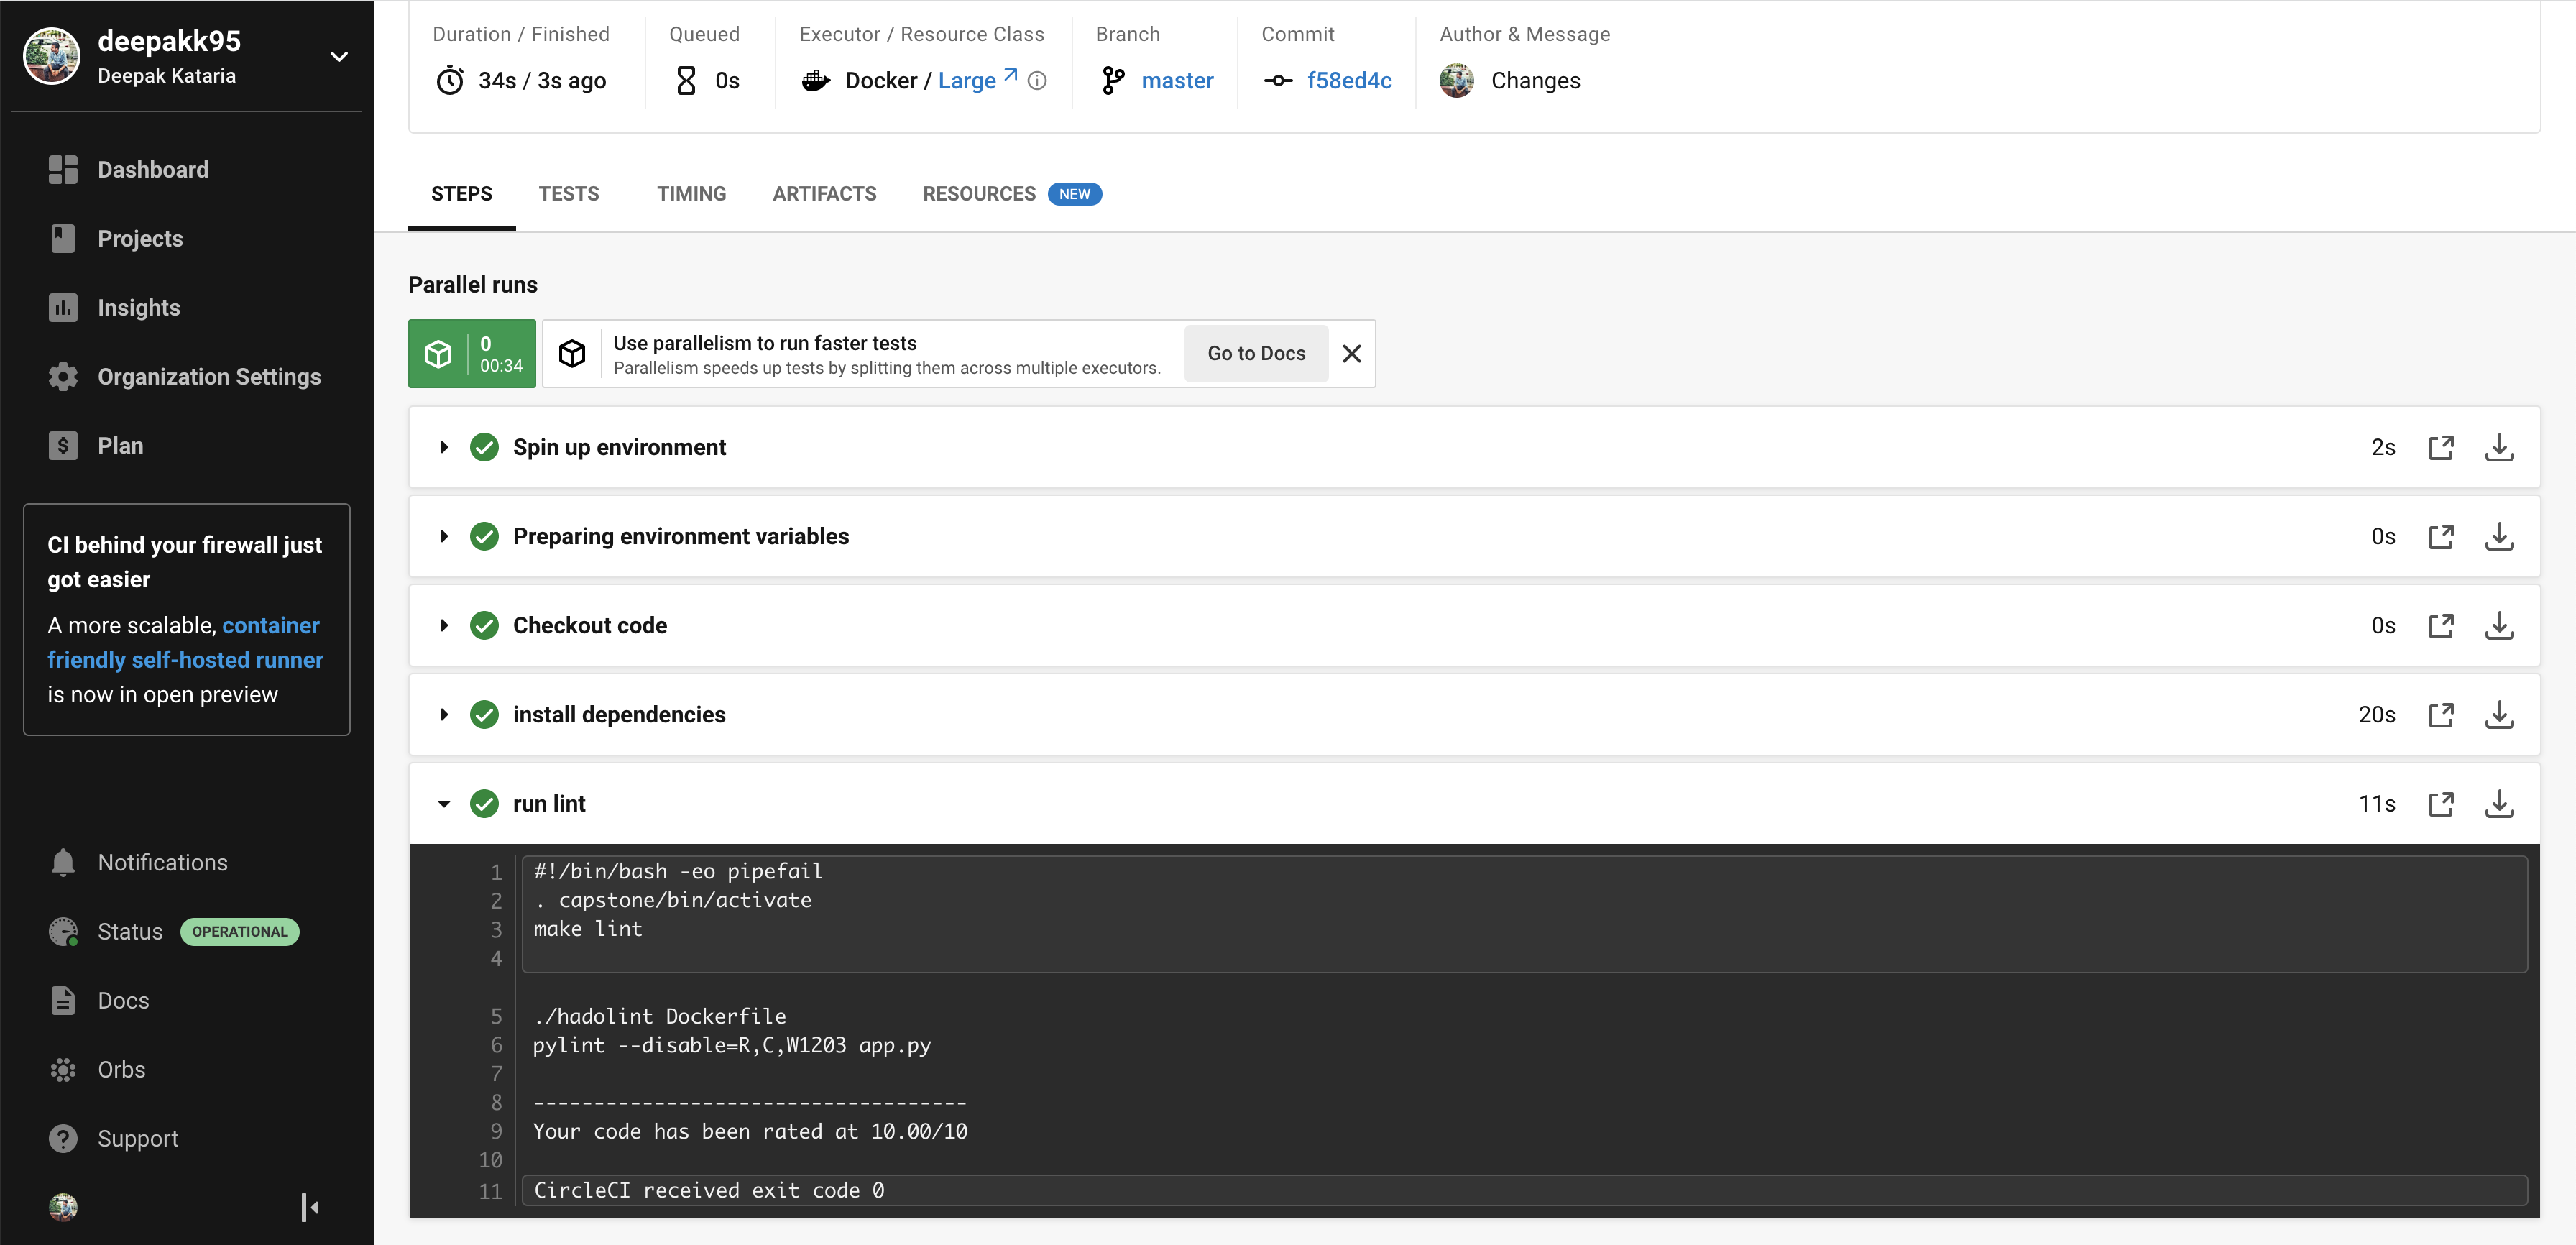 deepakk95
Deepak Kataria
Dashboard
Projects
Insights
Organization Settings
Plan
CI behind your firewall just
got easier
A more scalable, container
friendly self-hosted runner
is now in open preview
Notifications
Status OPERATIONAL
Docs
Orbs
Support
Duration / Finished
34s / 3s ago
Queued
0s
Executor / Resource Class
Docker / Large
Branch
master
Commit
f58ed4c
Author & Message
Changes
STEPS TESTS TIMING ARTIFACTS RESOURCES NEW
Parallel runs
0
00:34
Use parallelism to run faster tests
Parallelism speeds up tests by splitting them across multiple executors.
Go to Docs
Spin up environment 2s
Preparing environment variables 0s
Checkout code 0s
install dependencies 20s
run lint 11s
1 #!/bin/bash -eo pipefail
2 . capstone/bin/activate
3 make lint
4
5 ./hadolint Dockerfile
6 pylint --disable=R,C,W1203 app.py
7
8 ------------------------------------
9 Your code has been rated at 10.00/10
10
11 CircleCI received exit code 0